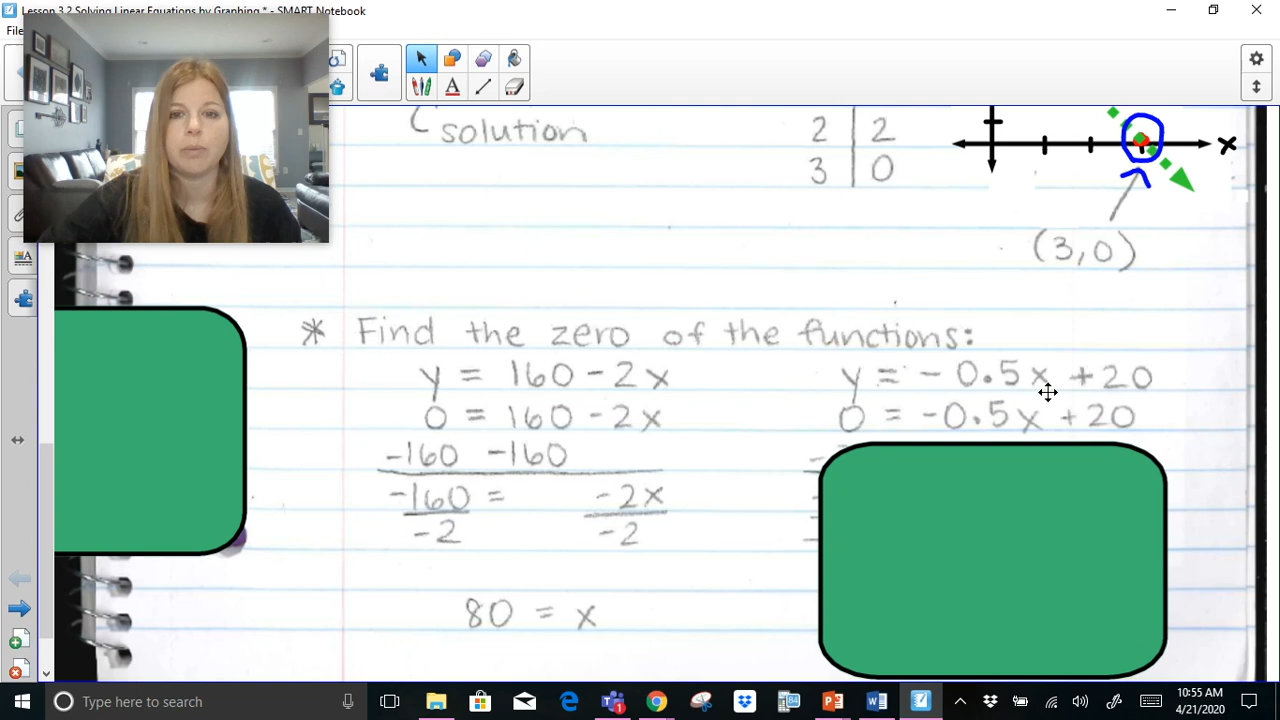 Lesson 3.2 Solving Linear Equations by Graphing * - SMART Notebook
File
A
solution
2 | 2
3 | 0
x
(3,0)
* Find the zero of the functions:
y = 160 - 2x
0 = 160 - 2x
-160 -160
-160 = -2x
-2 -2
80 = x
y = -0.5x + 20
0 = -0.5x + 20
Type here to search
10:55 AM
4/21/2020